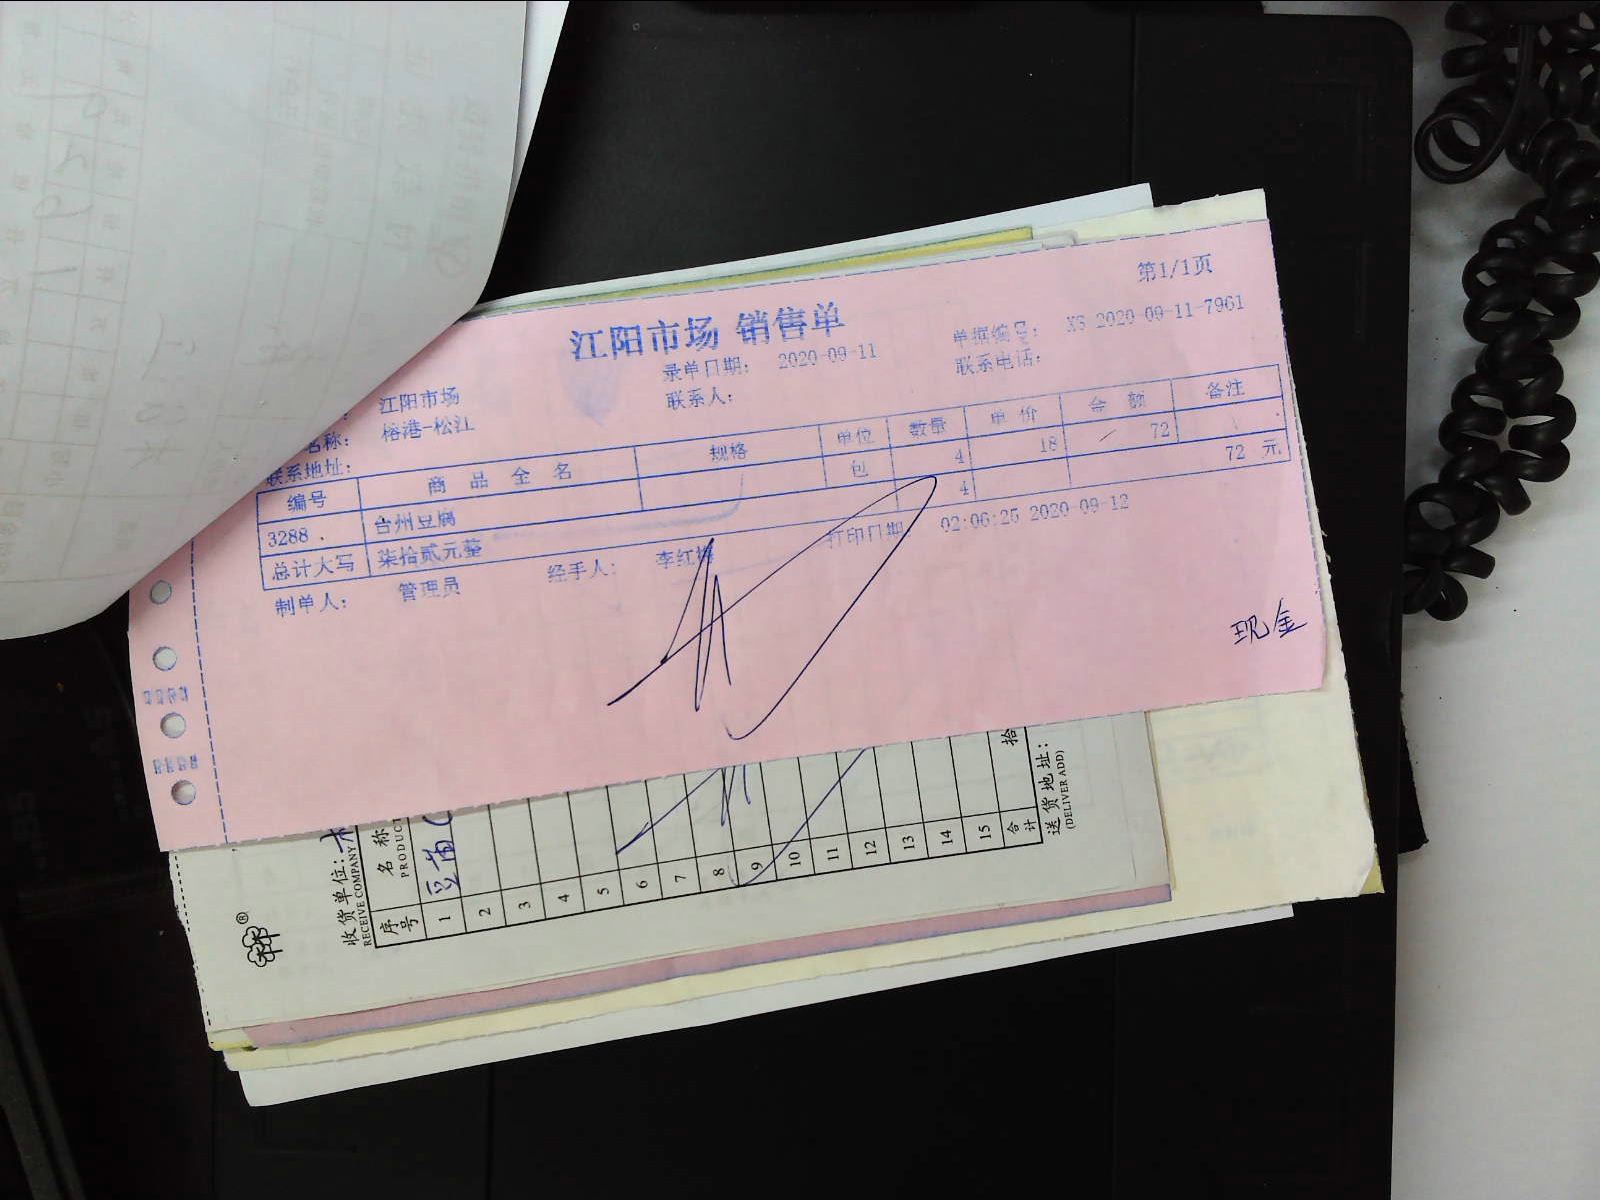 第1/1页
江阳市场 销售单
录单日期: 2020-09-11 单据编号: XS-2020-09-11-7961
江阳市场 联系人: 联系电话:
名称: 榕港-松江
联系地址:
编号 商品全名 规格 单位 数量 单价 金额 备注
3288 台州豆腐 包 4 18 72
总计大写 柒拾贰元整 4 72 元
制单人: 管理员 经手人: 李红梅 打印日期: 02:06:25 2020-09-12
现金
收货单位:
RECEIVE COMPANY
序号 名称
PRODUCT
1 豆苗
2
3
4
5
6
7
8
9
10
11
12
13
14
15
合计 拾
送货地址:
(DELIVER ADD)